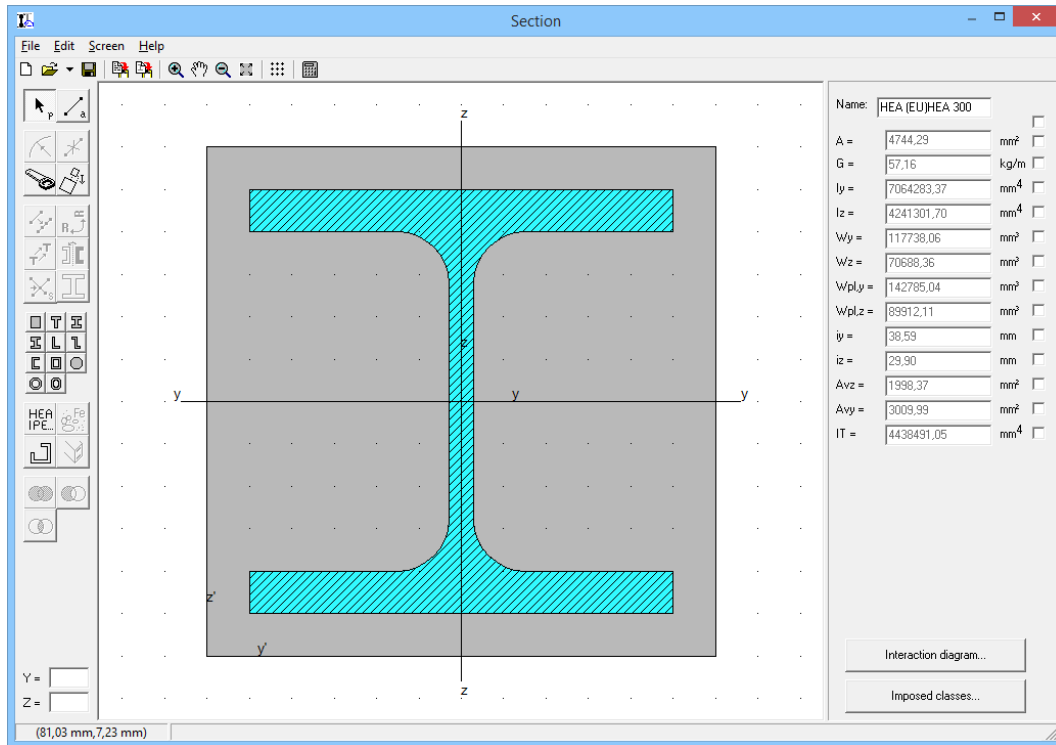 Section
File Edit Screen Help
p
a
R
T
s
HEA
IPE...
Fe
Y =
Z =
(81,03 mm,7,23 mm)
z
z
y
y
y
z'
y'
z
Name: HEA (EU)HEA 300
A = 4744,29 mm²
G = 57,16 kg/m
Iy = 7064283,37 mm4
Iz = 4241301,70 mm4
Wy = 117738,06 mm³
Wz = 70688,36 mm³
Wpl,y = 142785,04 mm³
Wpl,z = 89912,11 mm³
iy = 38,59 mm
iz = 29,90 mm
Avz = 1998,37 mm²
Avy = 3009,99 mm²
IT = 4438491,05 mm4
Interaction diagram...
Imposed classes...